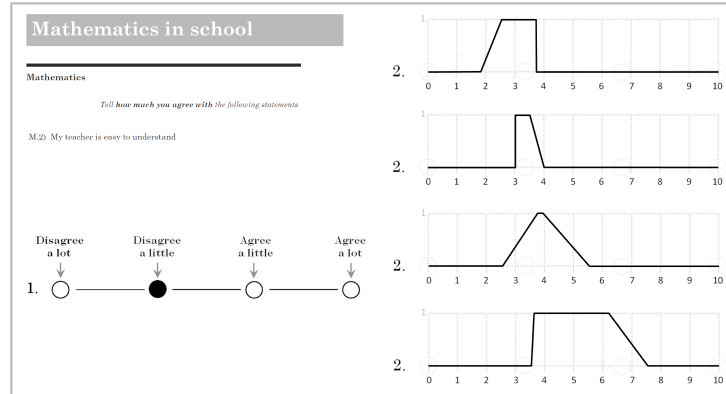 Mathematics in school
Mathematics
Tell how much you agree with the following statements
M.2) My teacher is easy to understand
Disagree a lot
Disagree a little
Agree a little
Agree a lot
1.
1
2.
0 1 2 3 4 5 6 7 8 9 10
1
2.
0 1 2 3 4 5 6 7 8 9 10
1
2.
0 1 2 3 4 5 6 7 8 9 10
1
2.
0 1 2 3 4 5 6 7 8 9 10